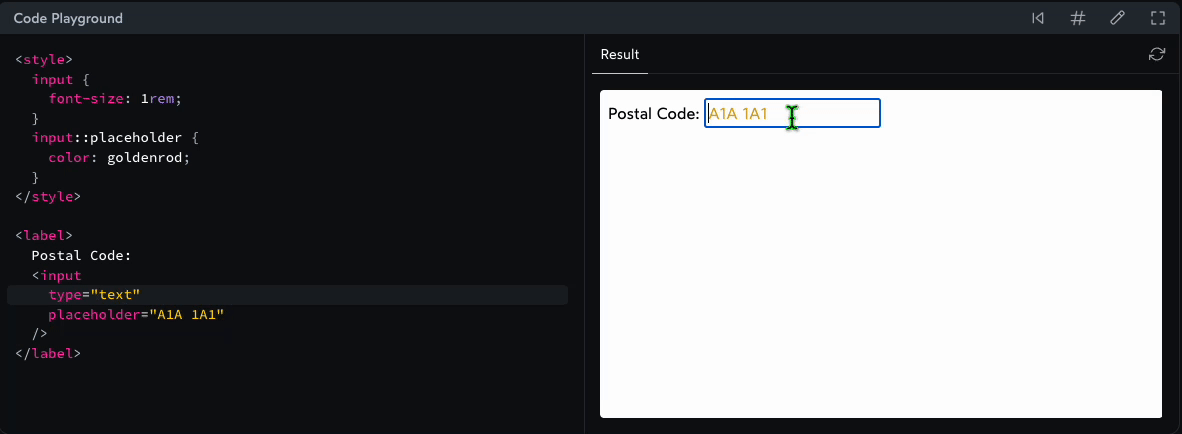 Code Playground
<style>
input {
font-size: 1rem;
}
input::placeholder {
color: goldenrod;
}
</style>
<label>
Postal Code:
<input
type="text"
placeholder="A1A 1A1"
/>
</label>
Result
Postal Code: A1A 1A1